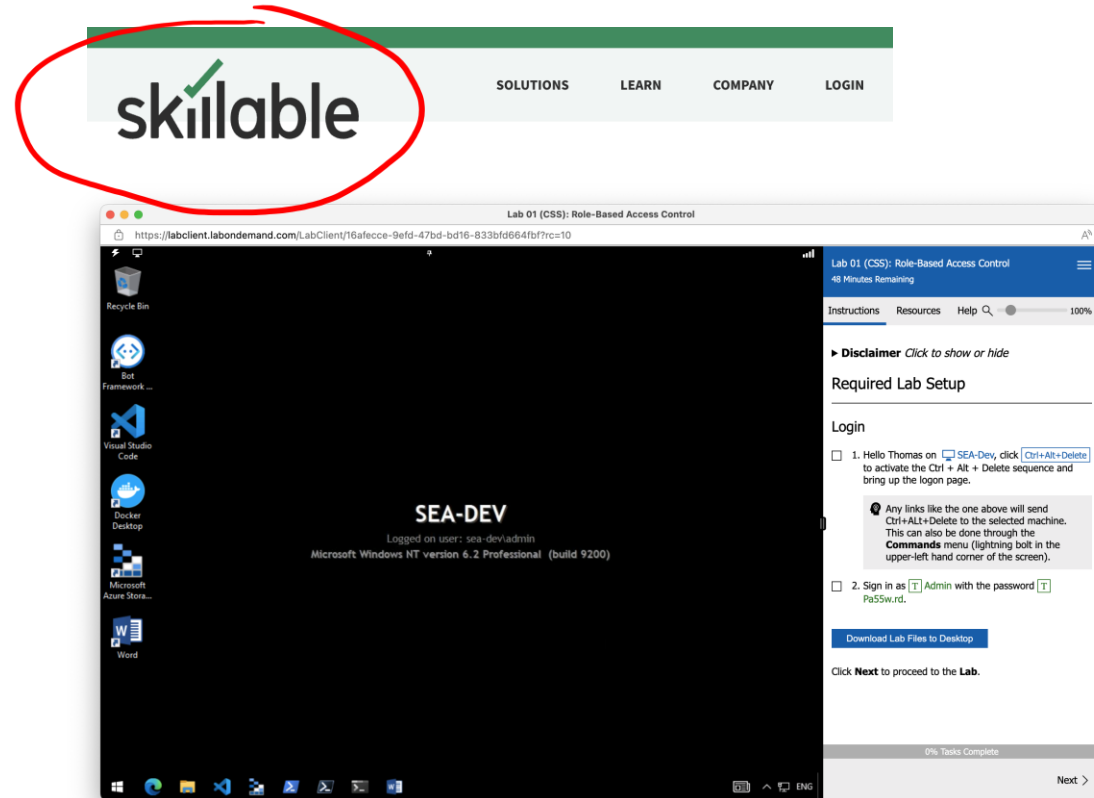 skillable
SOLUTIONS LEARN COMPANY LOGIN
Lab 01 (CSS): Role-Based Access Control
https://labclient.labondemand.com/LabClient/16afecce-9efd-47bd-bd16-833bfd664fbf?rc=10
Recycle Bin
Bot
Framework ...
Visual Studio
Code
Docker
Desktop
Microsoft
Azure Stora...
Word
SEA-DEV
Logged on user: sea-dev\admin
Microsoft Windows NT version 6.2 Professional (build 9200)
ENG
Lab 01 (CSS): Role-Based Access Control
48 Minutes Remaining
Instructions Resources Help 100%
Disclaimer Click to show or hide
Required Lab Setup
Login
1. Hello Thomas on SEA-Dev, click Ctrl+Alt+Delete
to activate the Ctrl + Alt + Delete sequence and
bring up the logon page.
Any links like the one above will send
Ctrl+ALt+Delete to the selected machine.
This can also be done through the
Commands menu (lightning bolt in the
upper-left hand corner of the screen).
2. Sign in as T Admin with the password T
Pa55w.rd.
Download Lab Files to Desktop
Click Next to proceed to the Lab.
0% Tasks Complete
Next >